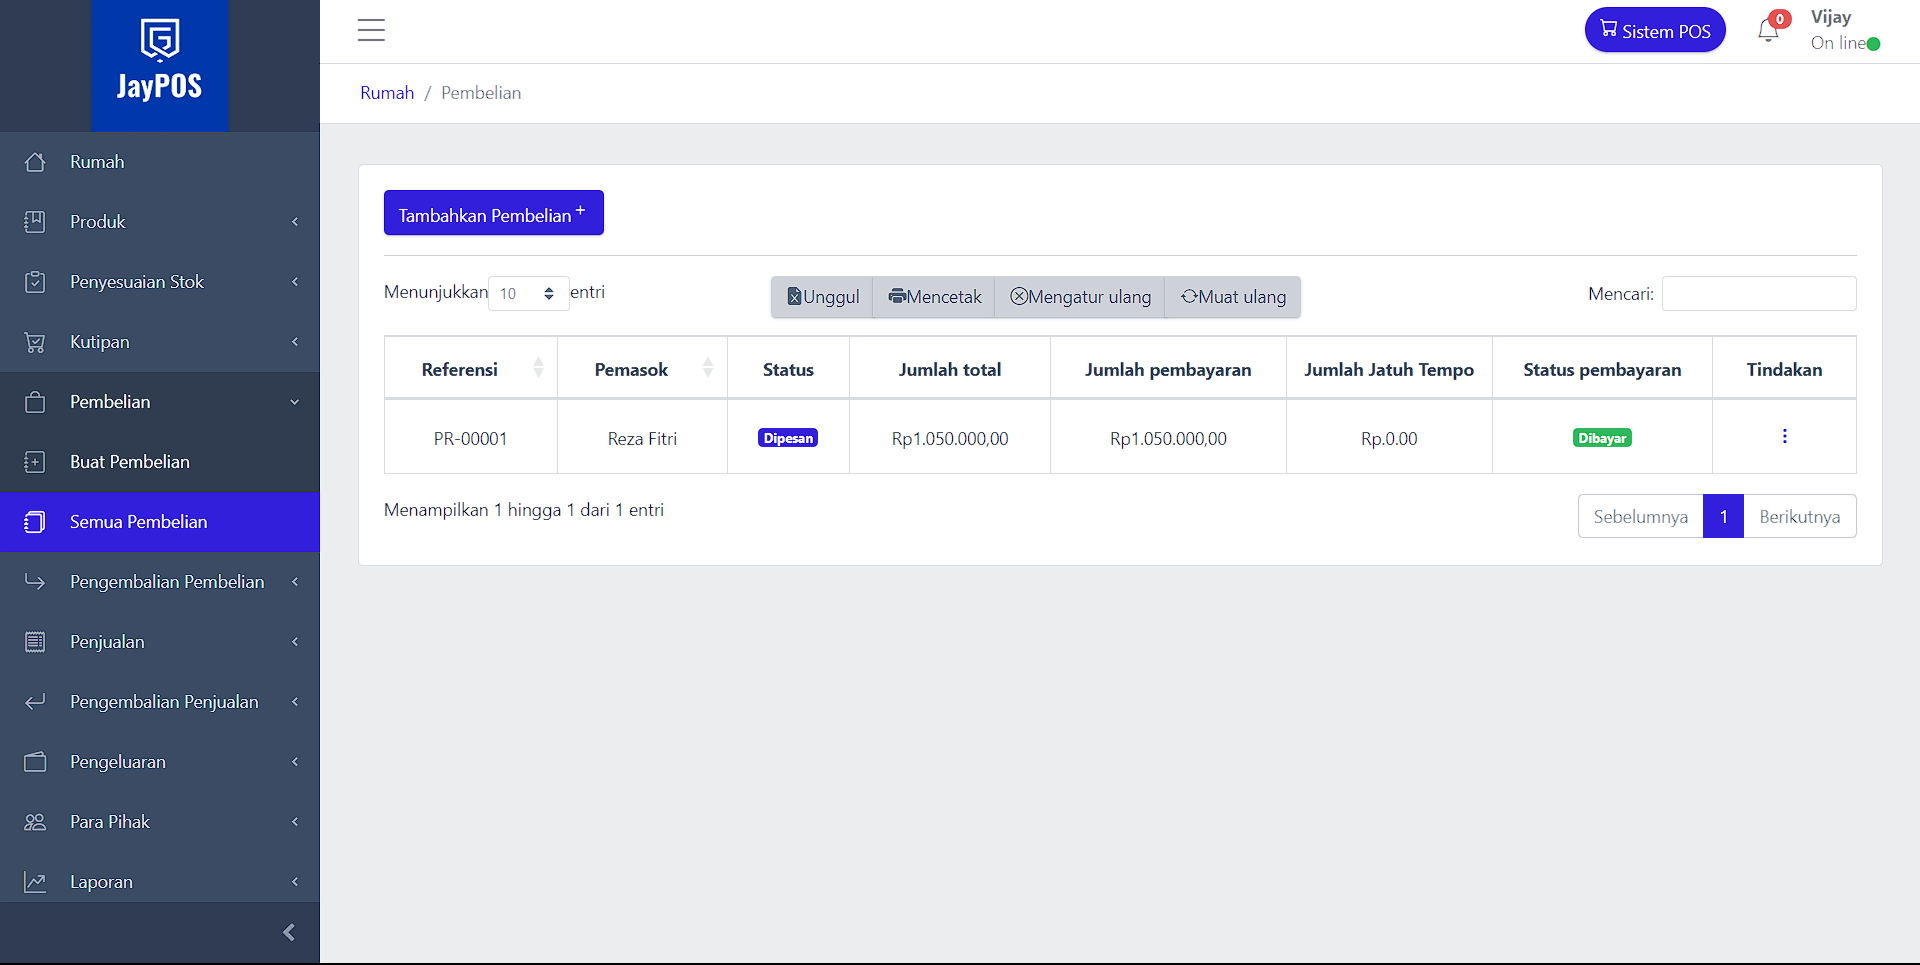 JayPOS
Rumah
Produk
Penyesuaian Stok
Kutipan
Pembelian
Buat Pembelian
Semua Pembelian
Pengembalian Pembelian
Penjualan
Pengembalian Penjualan
Pengeluaran
Para Pihak
Laporan
Sistem POS
0
Vijay
On line
Rumah / Pembelian
Tambahkan Pembelian +
Menunjukkan 10 entri
Unggul Mencetak Mengatur ulang Muat ulang
Mencari:
Referensi Pemasok Status Jumlah total Jumlah pembayaran Jumlah Jatuh Tempo Status pembayaran Tindakan
PR-00001 Reza Fitri Dipesan Rp1.050.000,00 Rp1.050.000,00 Rp.0.00 Dibayar
Menampilkan 1 hingga 1 dari 1 entri
Sebelumnya 1 Berikutnya